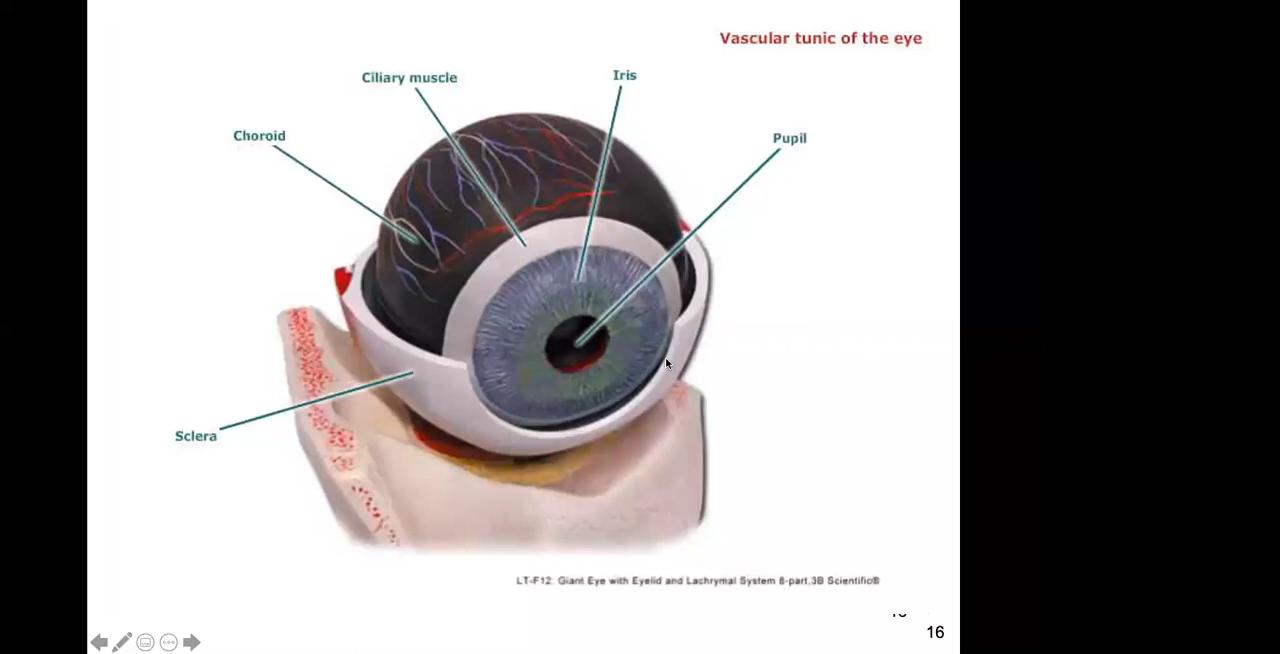 Vascular tunic of the eye
Ciliary muscle
Iris
Choroid
Pupil
Sclera
LT-F12: Giant Eye with Eyelid and Lachrymal System 6-part,3B Scientific®
16